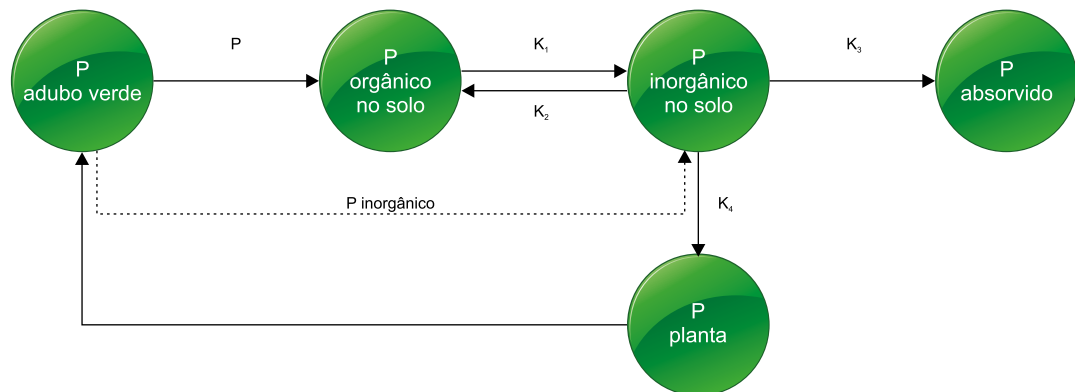 P
adubo verde
P
P
orgânico
no solo
K₁
K₂
P
inorgânico
no solo
K₃
P
absorvido
P inorgânico
K₄
P
planta